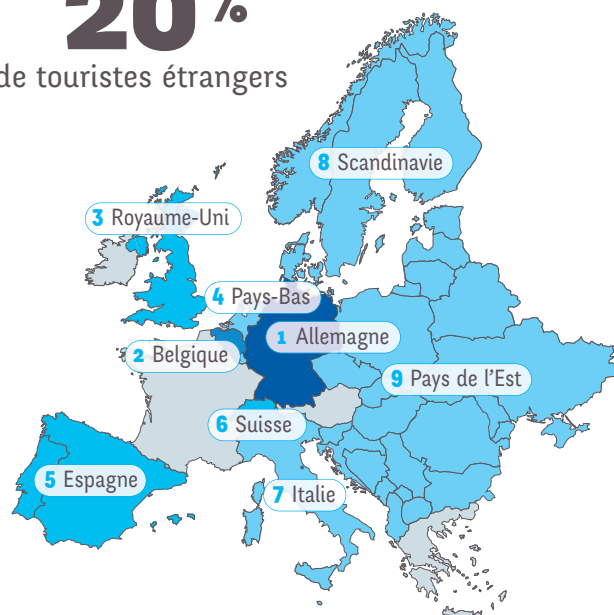 20 %
de touristes étrangers
8 Scandinavie
3 Royaume-Uni
4 Pays-Bas
1 Allemagne
2 Belgique
9 Pays de l’Est
6 Suisse
5 Espagne
7 Italie